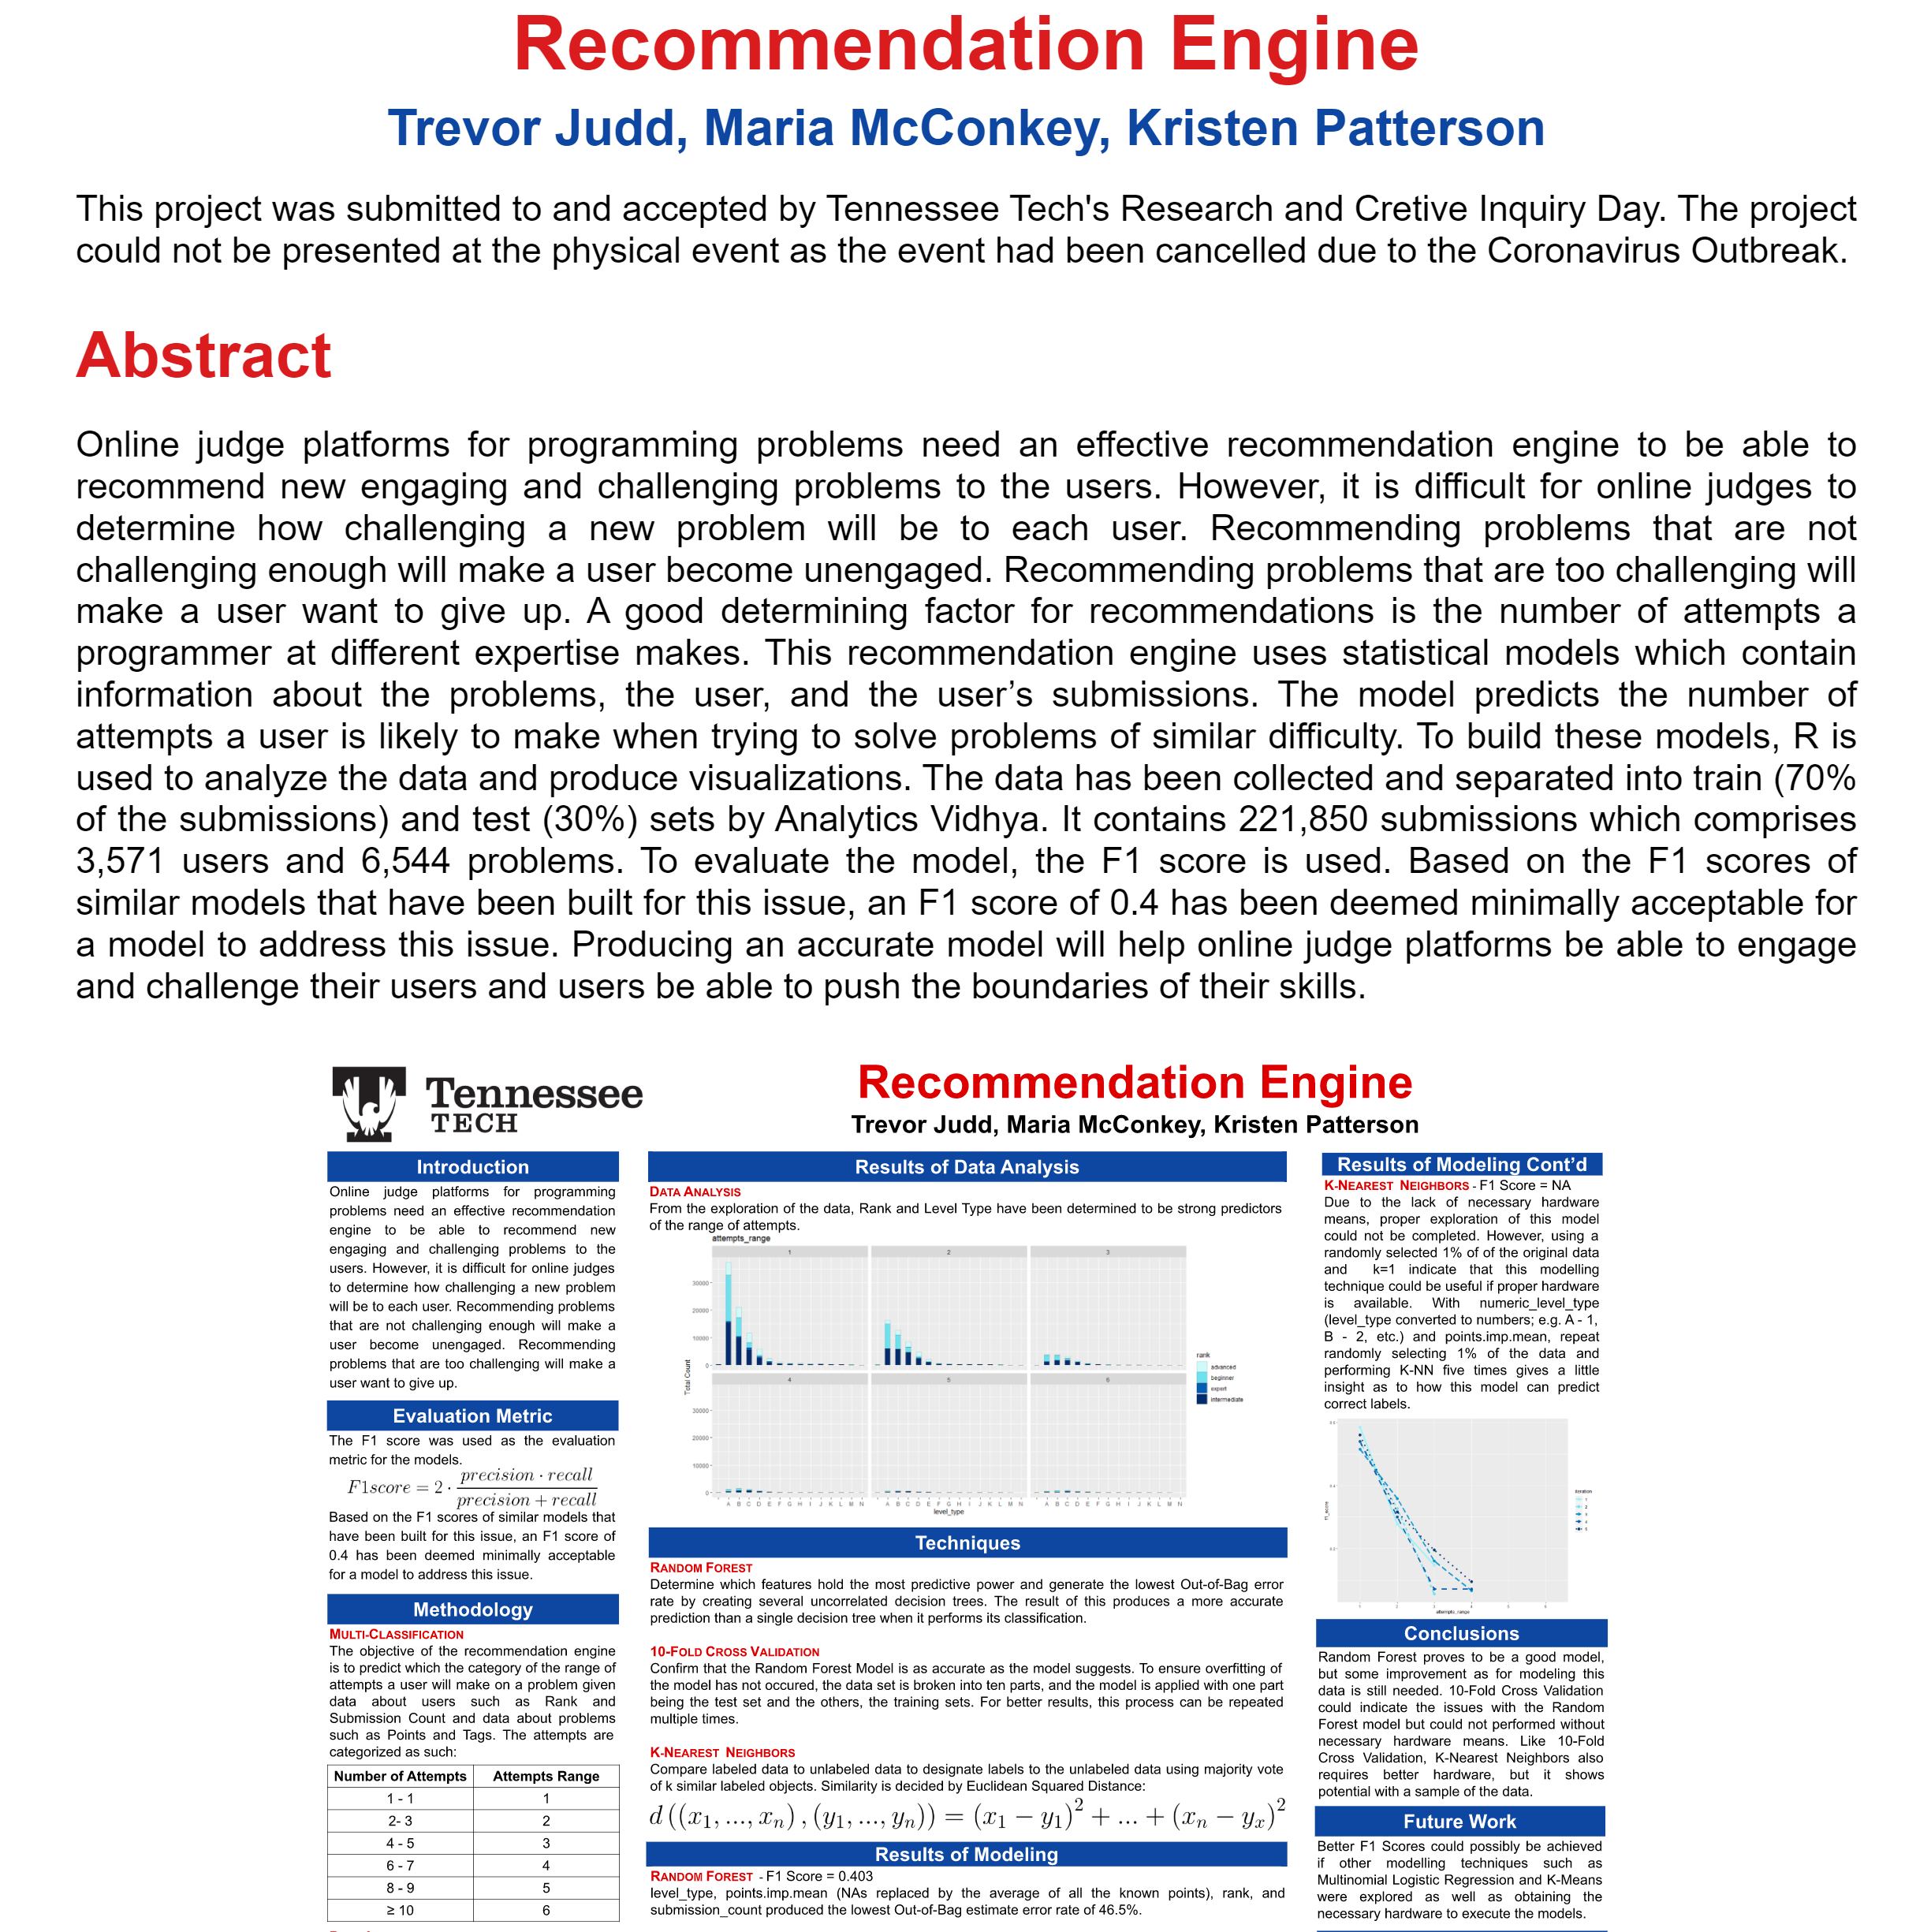 Recommendation Engine
Trevor Judd, Maria McConkey, Kristen Patterson
This project was submitted to and accepted by Tennessee Tech's Research and Cretive Inquiry Day. The project
could not be presented at the physical event as the event had been cancelled due to the Coronavirus Outbreak.
Abstract
Online judge platforms for programming problems need an effective recommendation engine to be able to
recommend new engaging and challenging problems to the users. However, it is difficult for online judges to
determine how challenging a new problem will be to each user. Recommending problems that are not
challenging enough will make a user become unengaged. Recommending problems that are too challenging will
make a user want to give up. A good determining factor for recommendations is the number of attempts a
programmer at different expertise makes. This recommendation engine uses statistical models which contain
information about the problems, the user, and the user’s submissions. The model predicts the number of
attempts a user is likely to make when trying to solve problems of similar difficulty. To build these models, R is
used to analyze the data and produce visualizations. The data has been collected and separated into train (70%
of the submissions) and test (30%) sets by Analytics Vidhya. It contains 221,850 submissions which comprises
3,571 users and 6,544 problems. To evaluate the model, the F1 score is used. Based on the F1 scores of
similar models that have been built for this issue, an F1 score of 0.4 has been deemed minimally acceptable for
a model to address this issue. Producing an accurate model will help online judge platforms be able to engage
and challenge their users and users be able to push the boundaries of their skills.
Tennessee
TECH
Recommendation Engine
Trevor Judd, Maria McConkey, Kristen Patterson
Introduction
Online judge platforms for programming
problems need an effective recommendation
engine to be able to recommend new
engaging and challenging problems to the
users. However, it is difficult for online judges
to determine how challenging a new problem
will be to each user. Recommending problems
that are not challenging enough will make a
user become unengaged. Recommending
problems that are too challenging will make a
user want to give up.
Evaluation Metric
The F1 score was used as the evaluation
metric for the models.
F1score = 2 · precision · recall / precision + recall
Based on the F1 scores of similar models that
have been built for this issue, an F1 score of
0.4 has been deemed minimally acceptable
for a model to address this issue.
Methodology
MULTI-CLASSIFICATION
The objective of the recommendation engine
is to predict which the category of the range of
attempts a user will make on a problem given
data about users such as Rank and
Submission Count and data about problems
such as Points and Tags. The attempts are
categorized as such:
Number of Attempts Attempts Range
1 - 1 1
2- 3 2
4 - 5 3
6 - 7 4
8 - 9 5
≥ 10 6
Results of Data Analysis
DATA ANALYSIS
From the exploration of the data, Rank and Level Type have been determined to be strong predictors
of the range of attempts.
attempts_range
1 2 3
30000
20000
10000
0
4 5 6
30000
20000
10000
0
Total Count
A B C D E F G H I J K L M N A B C D E F G H I J K L M N A B C D E F G H I J K L M N
level_type
rank
advanced
beginner
expert
intermediate
Techniques
RANDOM FOREST
Determine which features hold the most predictive power and generate the lowest Out-of-Bag error
rate by creating several uncorrelated decision trees. The result of this produces a more accurate
prediction than a single decision tree when it performs its classification.
10-FOLD CROSS VALIDATION
Confirm that the Random Forest Model is as accurate as the model suggests. To ensure overfitting of
the model has not occured, the data set is broken into ten parts, and the model is applied with one part
being the test set and the others, the training sets. For better results, this process can be repeated
multiple times.
K-NEAREST NEIGHBORS
Compare labeled data to unlabeled data to designate labels to the unlabeled data using majority vote
of k similar labeled objects. Similarity is decided by Euclidean Squared Distance:
d((x₁, ..., xₙ), (y₁, ..., yₙ)) = (x₁ − y₁)² + ... + (xₙ − yₓ)²
Results of Modeling
RANDOM FOREST - F1 Score = 0.403
level_type, points.imp.mean (NAs replaced by the average of all the known points), rank, and
submission_count produced the lowest Out-of-Bag estimate error rate of 46.5%.
Results of Modeling Cont’d
K-NEAREST NEIGHBORS - F1 Score = NA
Due to the lack of necessary hardware
means, proper exploration of this model
could not be completed. However, using a
randomly selected 1% of of the original data
and k=1 indicate that this modelling
technique could be useful if proper hardware
is available. With numeric_level_type
(level_type converted to numbers; e.g. A - 1,
B - 2, etc.) and points.imp.mean, repeat
randomly selecting 1% of the data and
performing K-NN five times gives a little
insight as to how this model can predict
correct labels.
attempts_range
Conclusions
Random Forest proves to be a good model,
but some improvement as for modeling this
data is still needed. 10-Fold Cross Validation
could indicate the issues with the Random
Forest model but could not performed without
necessary hardware means. Like 10-Fold
Cross Validation, K-Nearest Neighbors also
requires better hardware, but it shows
potential with a sample of the data.
Future Work
Better F1 Scores could possibly be achieved
if other modelling techniques such as
Multinomial Logistic Regression and K-Means
were explored as well as obtaining the
necessary hardware to execute the models.